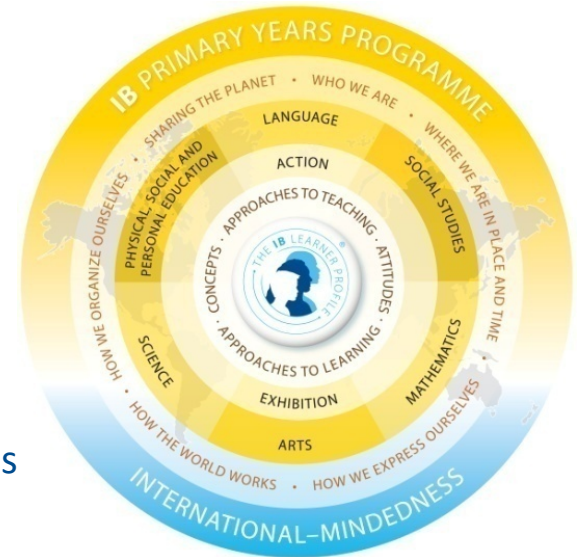 IB PRIMARY YEARS PROGRAMME
SHARING THE PLANET • WHO WE ARE • WHERE WE ARE IN PLACE AND TIME • HOW WE EXPRESS OURSELVES • HOW THE WORLD WORKS • HOW WE ORGANIZE OURSELVES •
LANGUAGE
SOCIAL STUDIES
MATHEMATICS
ARTS
SCIENCE
PHYSICAL, SOCIAL AND
PERSONAL EDUCATION
ACTION
EXHIBITION
APPROACHES TO TEACHING · ATTITUDES · APPROACHES TO LEARNING · CONCEPTS ·
THE IB LEARNER PROFILE
®
s
INTERNATIONAL–MINDEDNESS